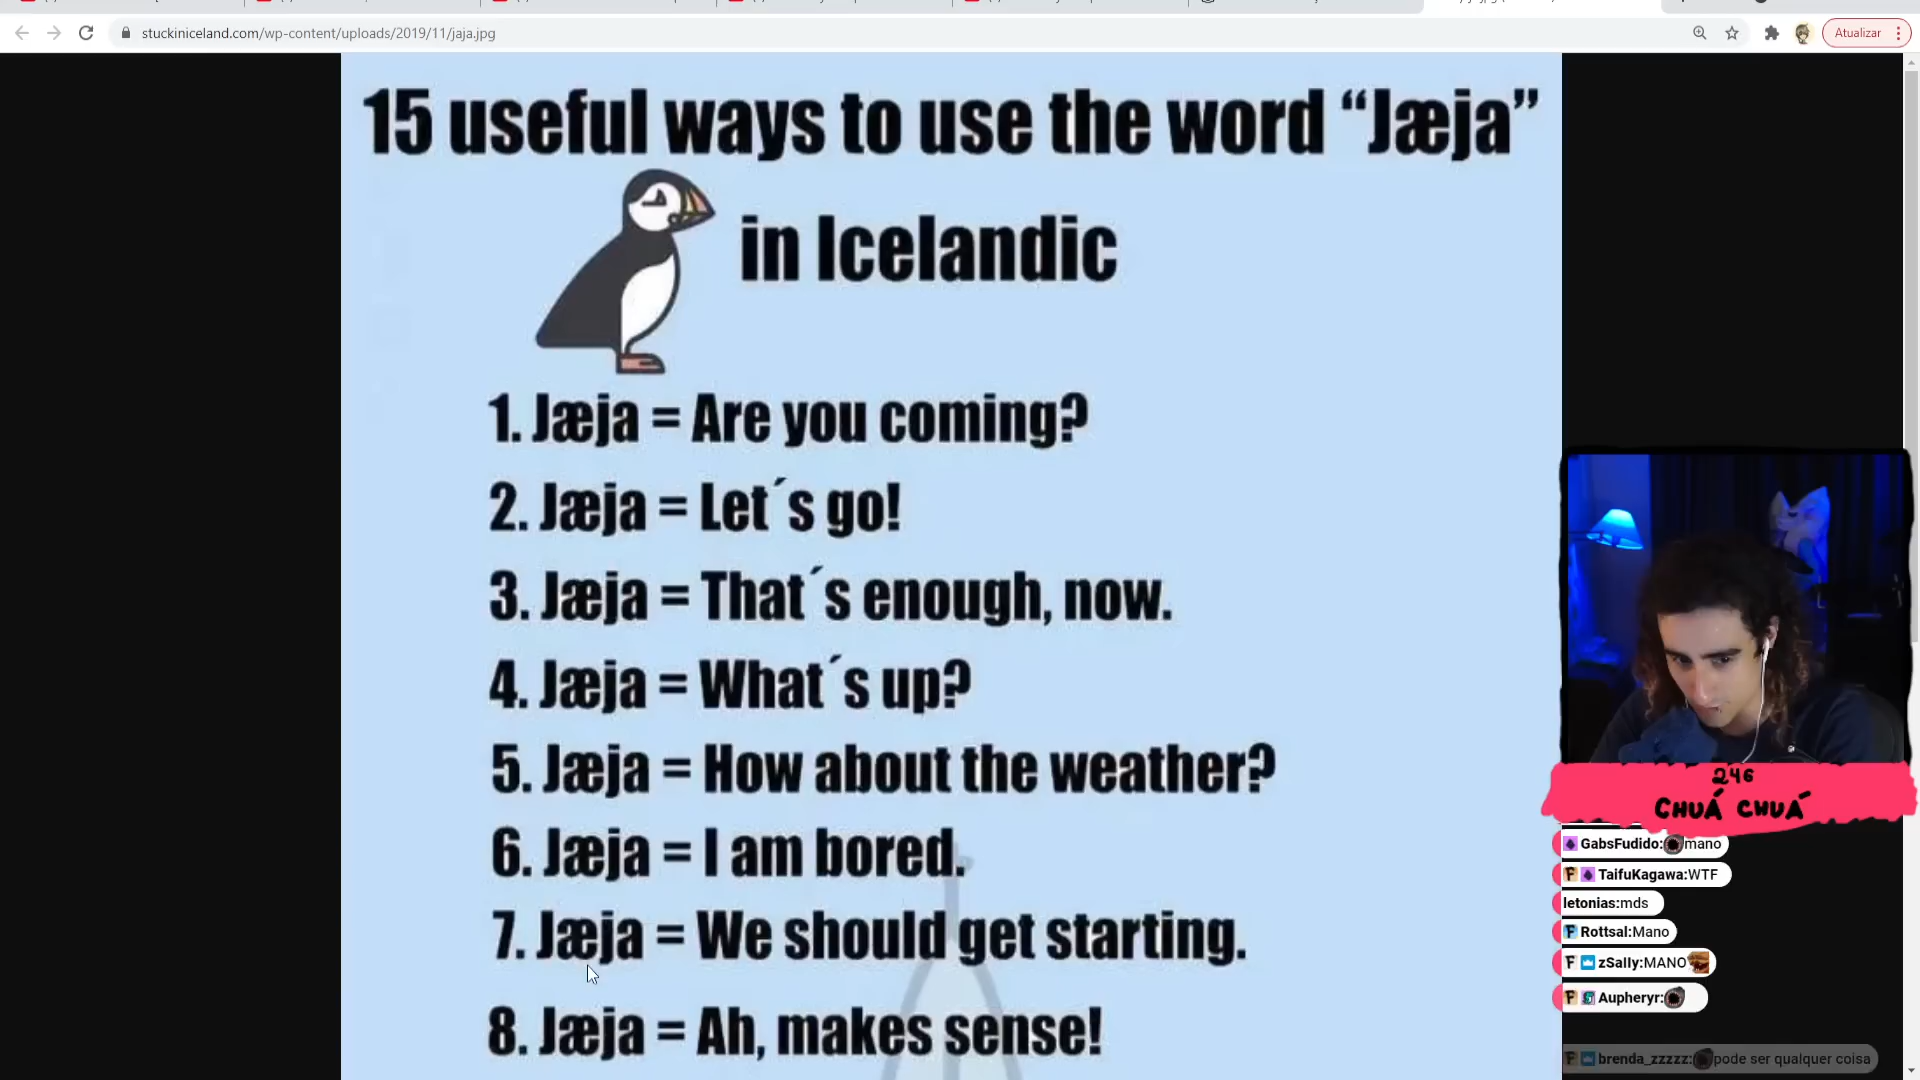 stuckiniceland.com/wp-content/uploads/2019/11/jaja.jpg
Atualizar
15 useful ways to use the word “Jæja”
in Icelandic
1. Jæja = Are you coming?
2. Jæja = Let´s go!
3. Jæja = That´s enough, now.
4. Jæja = What´s up?
5. Jæja = How about the weather?
6. Jæja = I am bored.
7. Jæja = We should get starting.
8. Jæja = Ah, makes sense!
246
CHUÁ CHUÁ
GabsFudido: mano
TaifuKagawa:WTF
letonias:mds
Rottsal:Mano
zSally:MANO
Aupheryr:
brenda_zzzzz: pode ser qualquer coisa